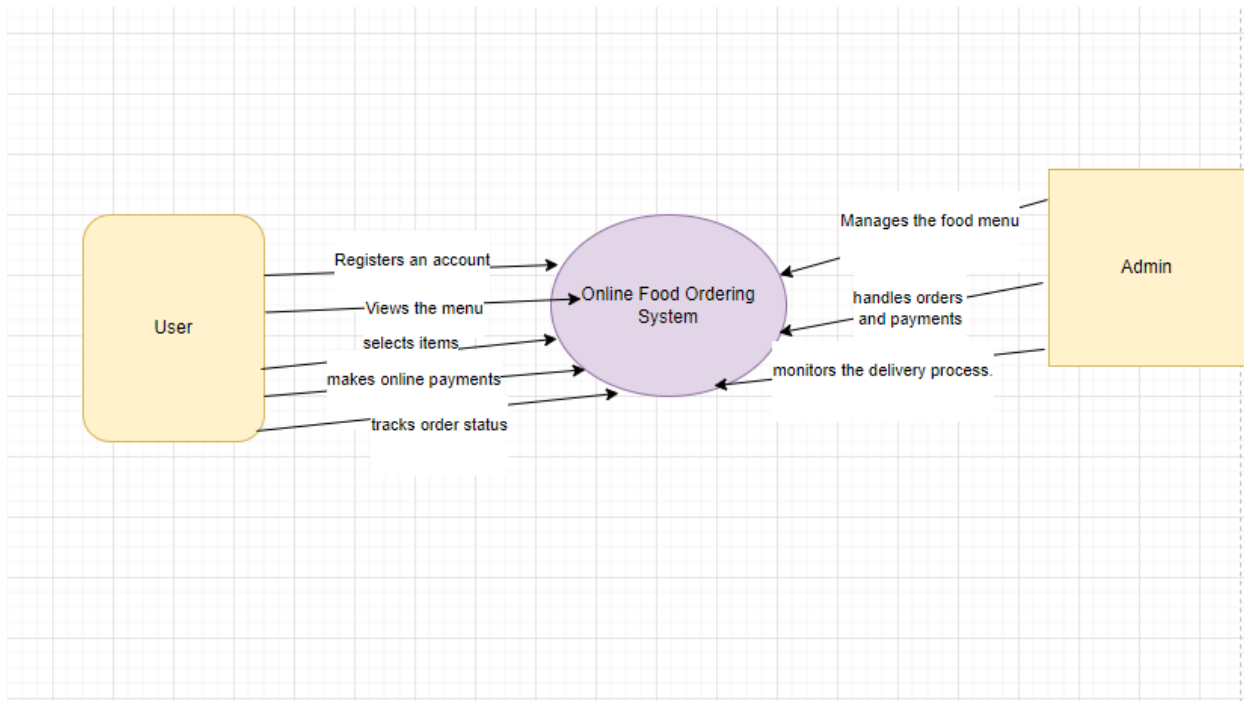 User
Registers an account
Views the menu
selects items
makes online payments
tracks order status
Online Food Ordering
System
Manages the food menu
handles orders
and payments
monitors the delivery process.
Admin